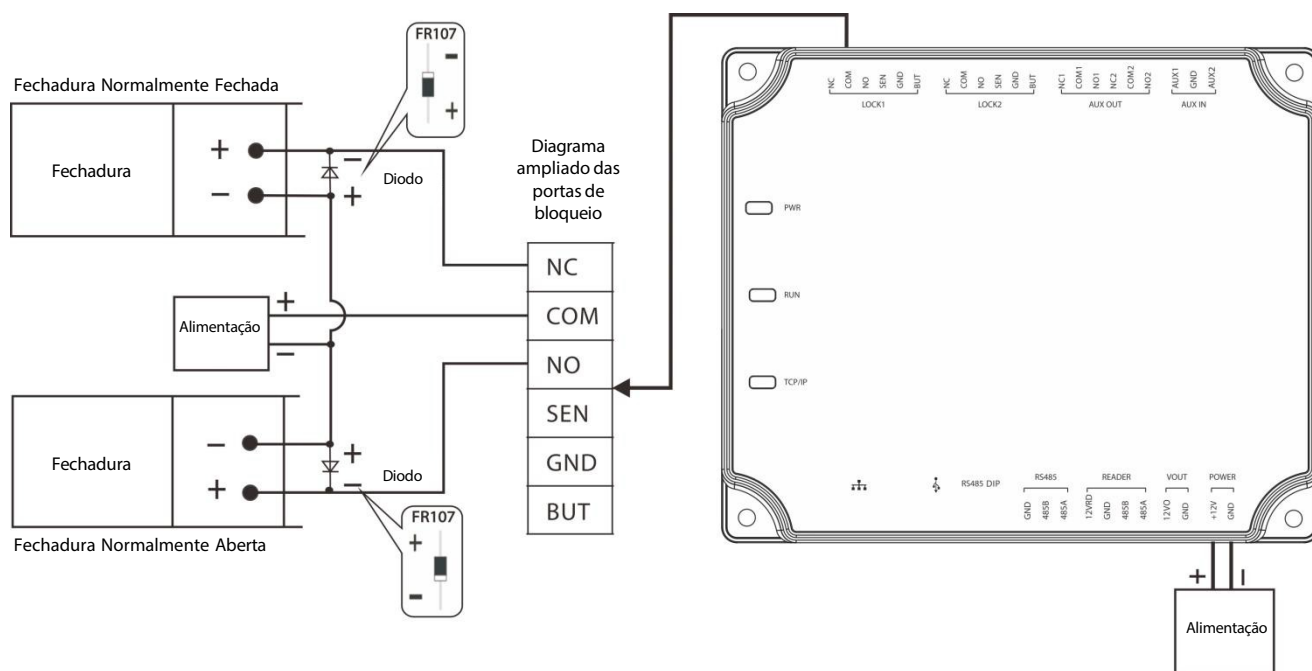 FR107
-
+
Fechadura Normalmente Fechada
Fechadura
+
-
-
+
Diodo
Diagrama
ampliado das
portas de
bloqueio
NC
COM
NO
SEN
GND
BUT
Alimentação
+
-
Fechadura
-
+
+
-
Diodo
FR107
+
-
Fechadura Normalmente Aberta
NC COM NO SEN GND BUT
LOCK1
NC COM NO SEN GND BUT
LOCK2
NC1 COM1 NO1 NC2 COM2 NO2
AUX OUT
AUX1 GND AUX2
AUX IN
PWR
RUN
TCP/IP
RS485 DIP
RS485
GND 485B 485A
READER
12VRD GND 485B 485A
VOUT
12VO GND
POWER
+12V GND
+
-
Alimentação